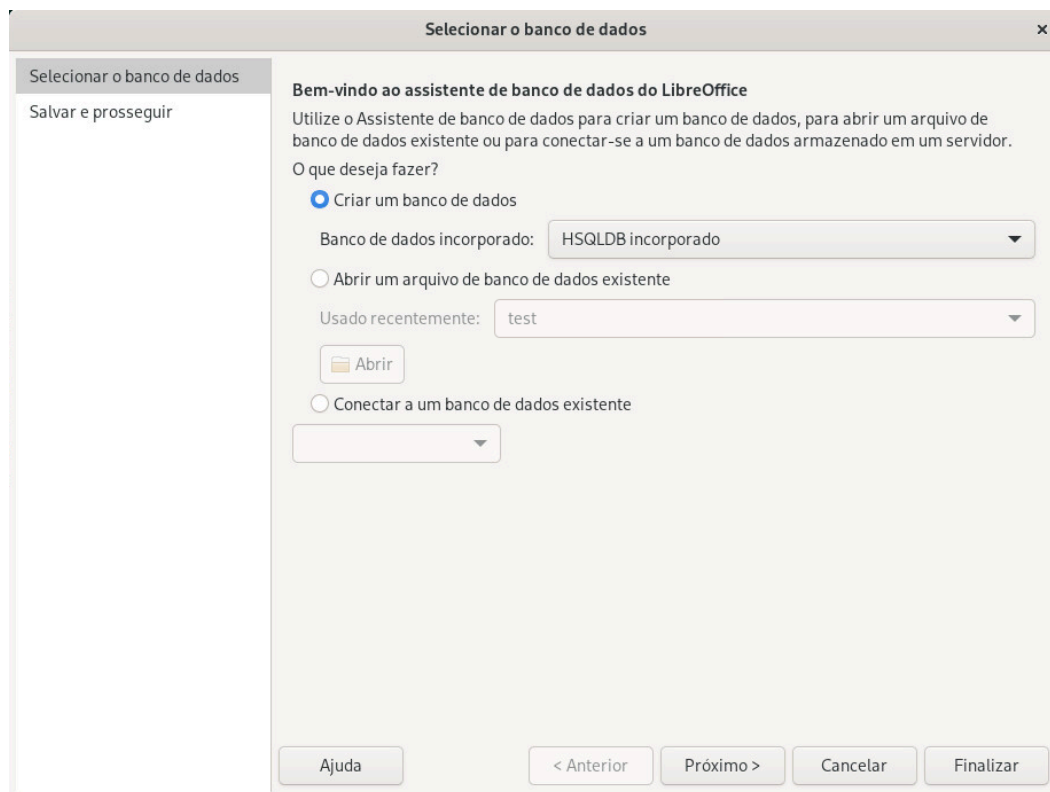 Selecionar o banco de dados
Selecionar o banco de dados
Salvar e prosseguir
Bem-vindo ao assistente de banco de dados do LibreOffice
Utilize o Assistente de banco de dados para criar um banco de dados, para abrir um arquivo de
banco de dados existente ou para conectar-se a um banco de dados armazenado em um servidor.
O que deseja fazer?
Criar um banco de dados
Banco de dados incorporado: HSQLDB incorporado
Abrir um arquivo de banco de dados existente
Usado recentemente: test
Abrir
Conectar a um banco de dados existente
Ajuda < Anterior Próximo > Cancelar Finalizar